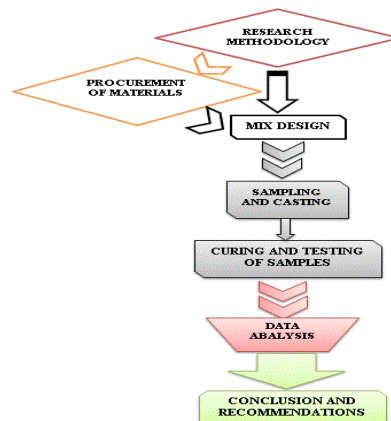 RESEARCH
METHODOLOGY
PROCUREMENT
OF MATERIALS
MIX DESIGN
SAMPLING
AND CASTING
CURING AND TESTING
OF SAMPLES
DATA
ABALYSIS
CONCLUSION AND
RECOMMENDATIONS